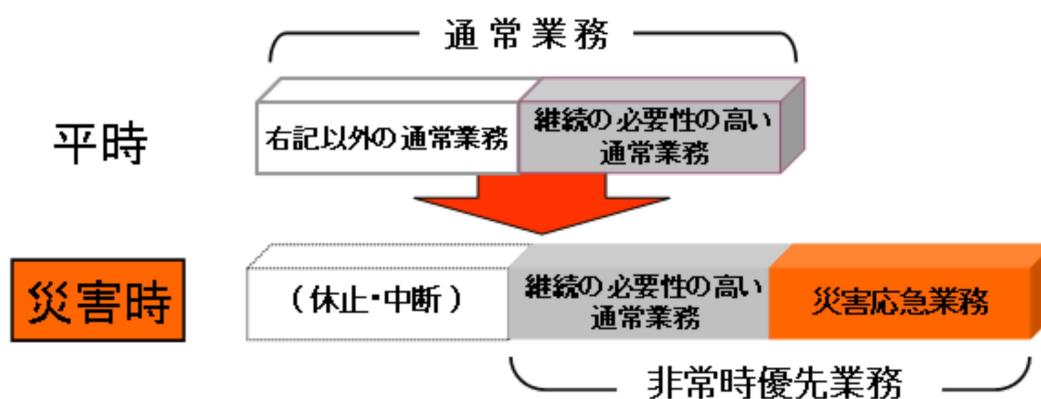 通常業務
平時
右記以外の通常業務
継続の必要性の高い
通常業務
災害時
(休止・中断)
継続の必要性の高い
通常業務
災害応急業務
非常時優先業務